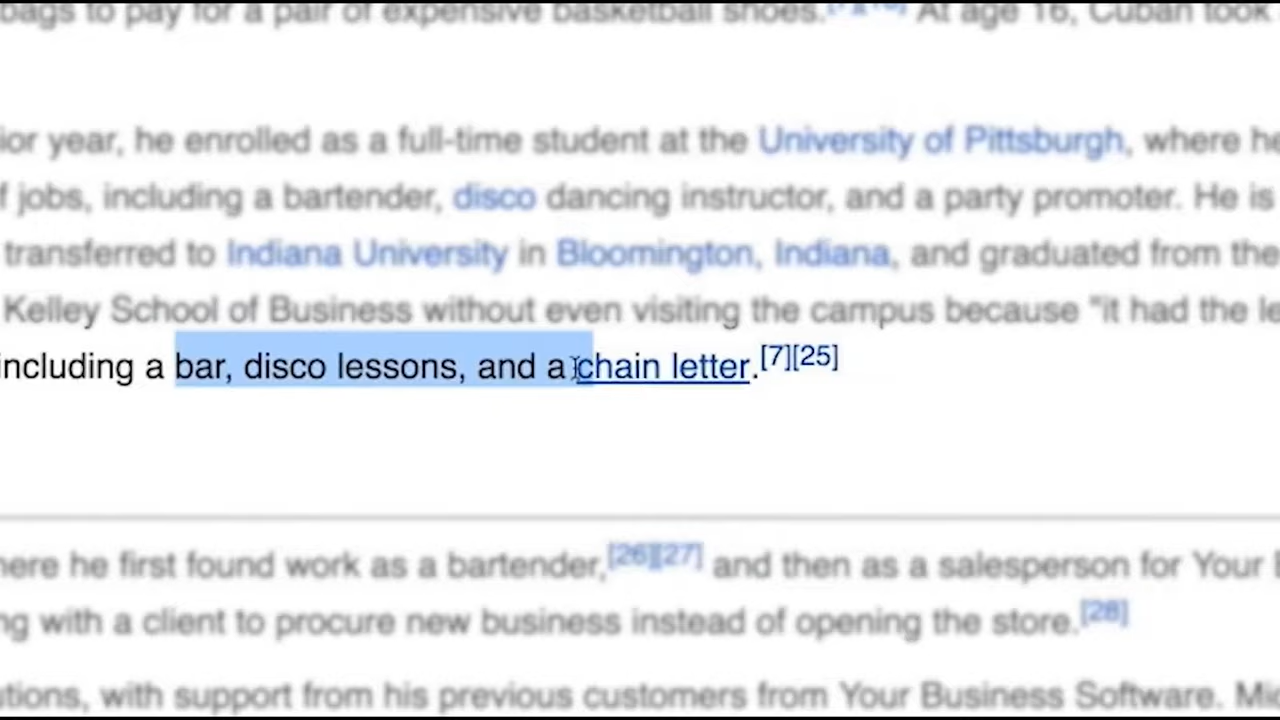 bags to pay for a pair of expensive basketball shoes. At age 16, Cuban took
ior year, he enrolled as a full-time student at the University of Pittsburgh, where he
f jobs, including a bartender, disco dancing instructor, and a party promoter. He is
transferred to Indiana University in Bloomington, Indiana, and graduated from the
Kelley School of Business without even visiting the campus because "it had the le
including a bar, disco lessons, and a chain letter.[7][25]
here he first found work as a bartender,[26][27] and then as a salesperson for Your B
ng with a client to procure new business instead of opening the store.[28]
utions, with support from his previous customers from Your Business Software. Mic